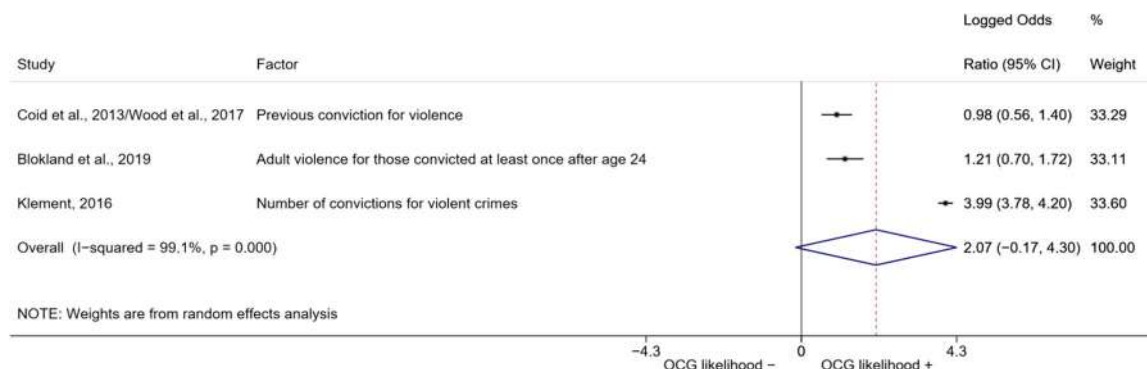 Logged Odds %
Study Factor Ratio (95% CI) Weight
Coid et al., 2013/Wood et al., 2017 Previous conviction for violence 0.98 (0.56, 1.40) 33.29
Blokland et al., 2019 Adult violence for those convicted at least once after age 24 1.21 (0.70, 1.72) 33.11
Klement, 2016 Number of convictions for violent crimes 3.99 (3.78, 4.20) 33.60
Overall (I−squared = 99.1%, p = 0.000) 2.07 (−0.17, 4.30) 100.00
NOTE: Weights are from random effects analysis
−4.3 0 4.3
OCG likelihood − OCG likelihood +